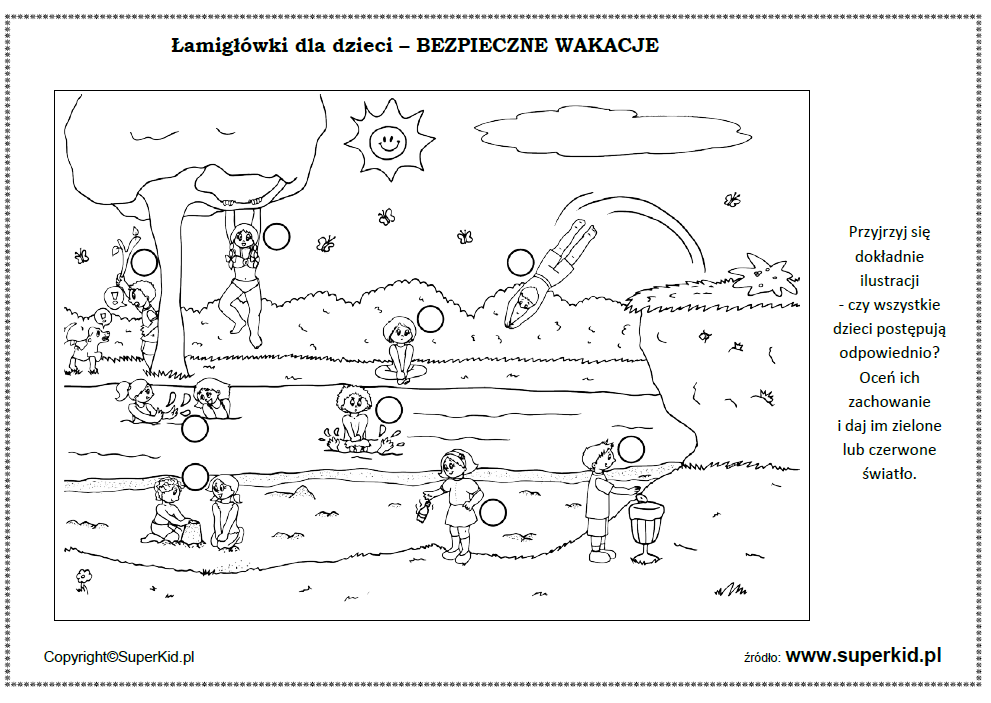 Łamigłówki dla dzieci – BEZPIECZNE WAKACJE
!
!
Przyjrzyj się
dokładnie
ilustracji
- czy wszystkie
dzieci postępują
odpowiednio?
Oceń ich
zachowanie
i daj im zielone
lub czerwone
światło.
Copyright©SuperKid.pl
źródło: www.superkid.pl